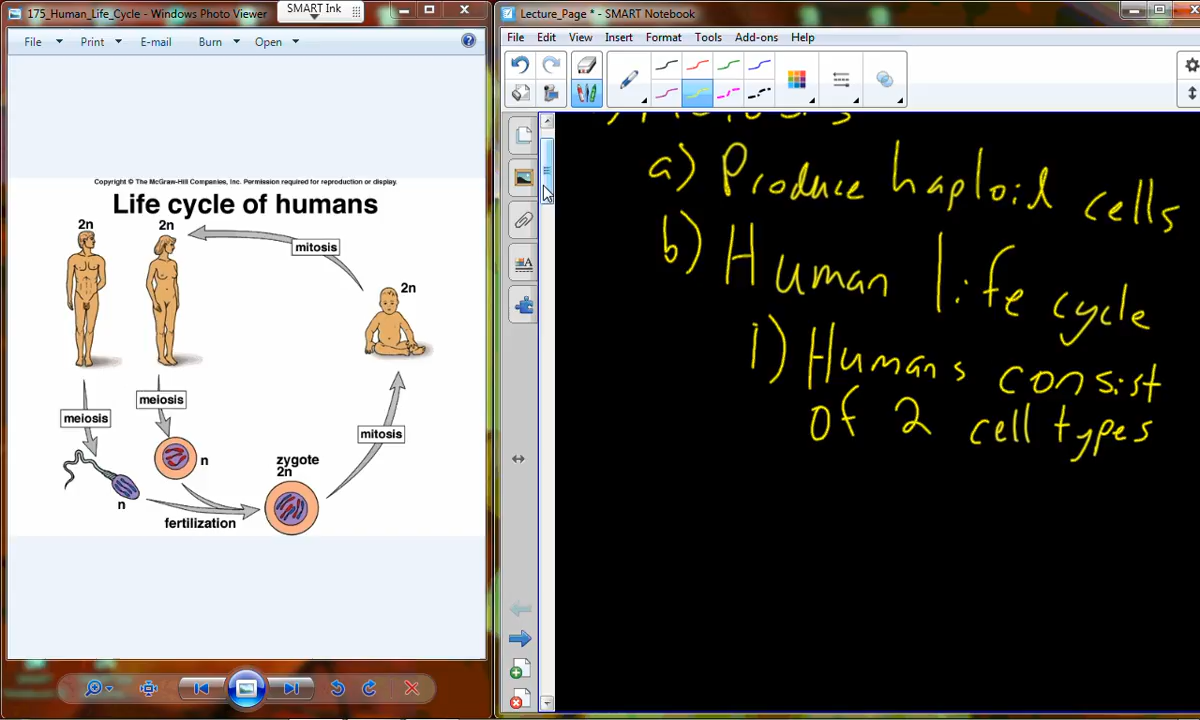 175_Human_Life_Cycle - Windows Photo Viewer
SMART Ink
File Print E-mail Burn Open
Copyright © The McGraw-Hill Companies, Inc. Permission required for reproduction or display.
Life cycle of humans
2n 2n
mitosis
2n
meiosis
meiosis
mitosis
n
zygote
2n
n
fertilization
Lecture_Page * - SMART Notebook
File Edit View Insert Format Tools Add-ons Help
a) Produce haploid cells
b) Human life cycle
1) Humans consist
of 2 cell types